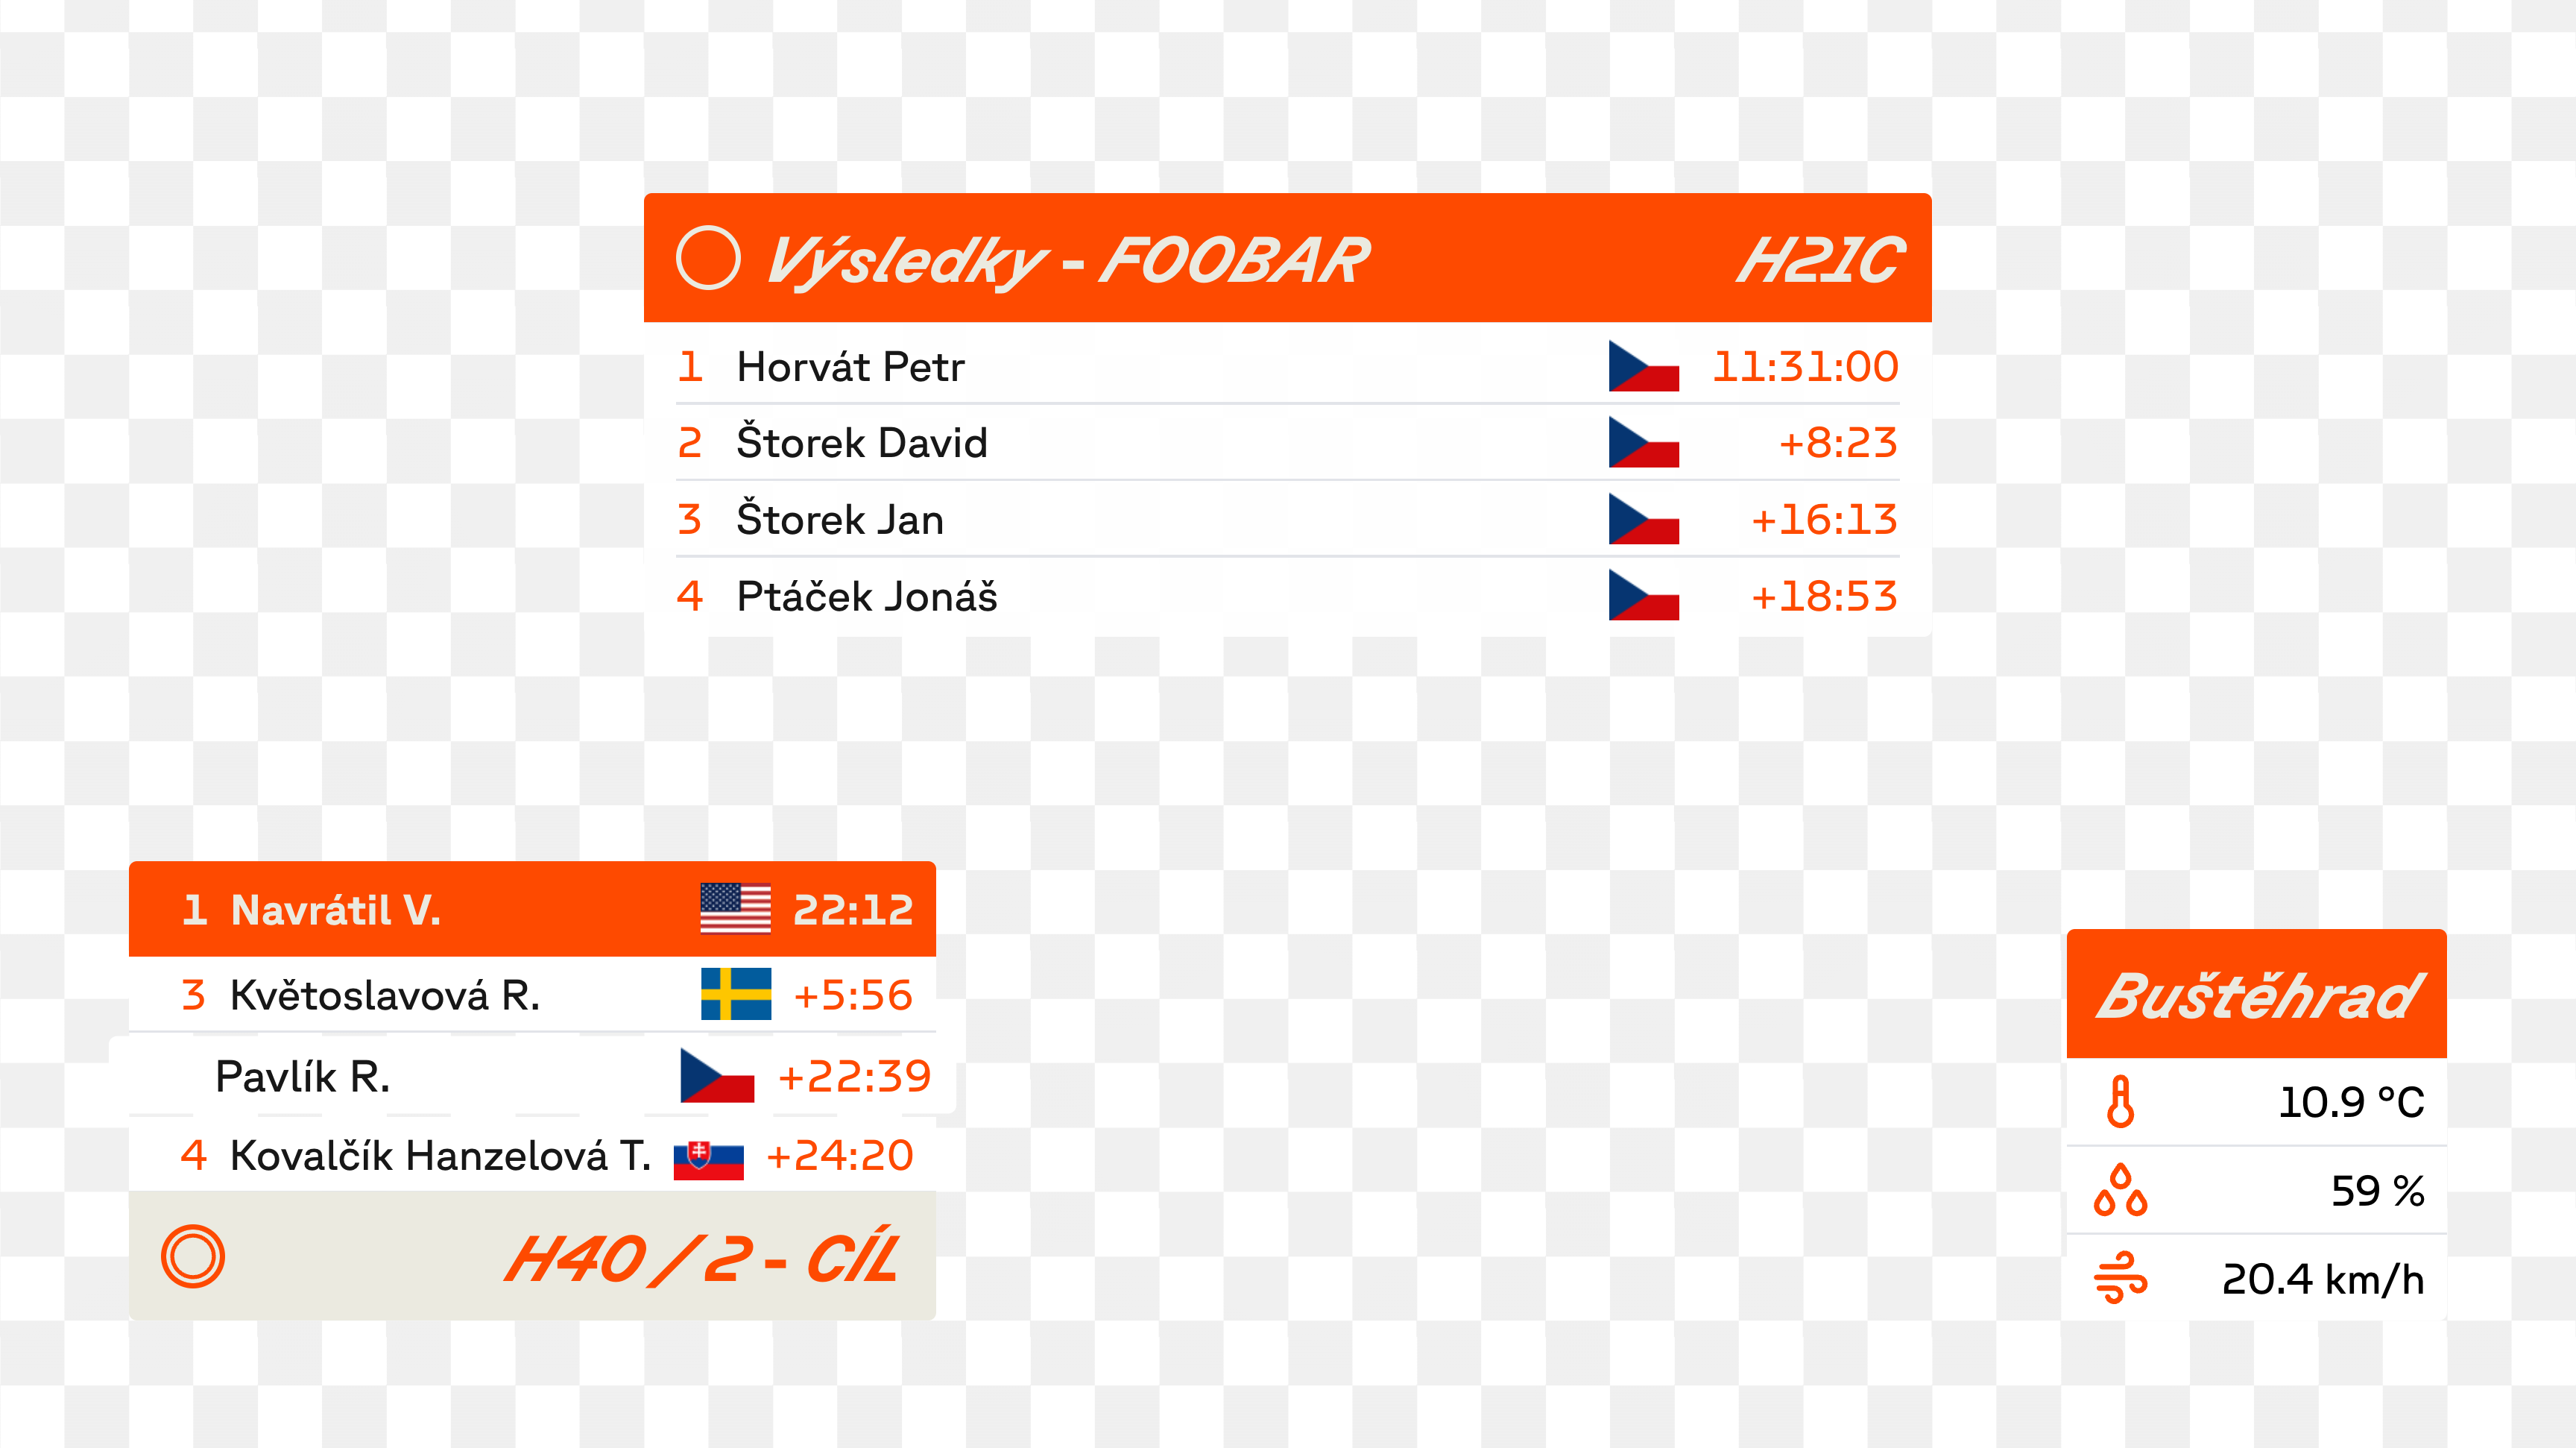 Výsledky - FOOBAR H21C
1 Horvát Petr 11:31:00
2 Štorek David +8:23
3 Štorek Jan +16:13
4 Ptáček Jonáš +18:53
1 Navrátil V. 22:12
3 Květoslavová R. +5:56
Pavlík R. +22:39
4 Kovalčík Hanzelová T. +24:20
H40 / 2 - CÍL
Buštěhrad
10.9 °C
59 %
20.4 km/h